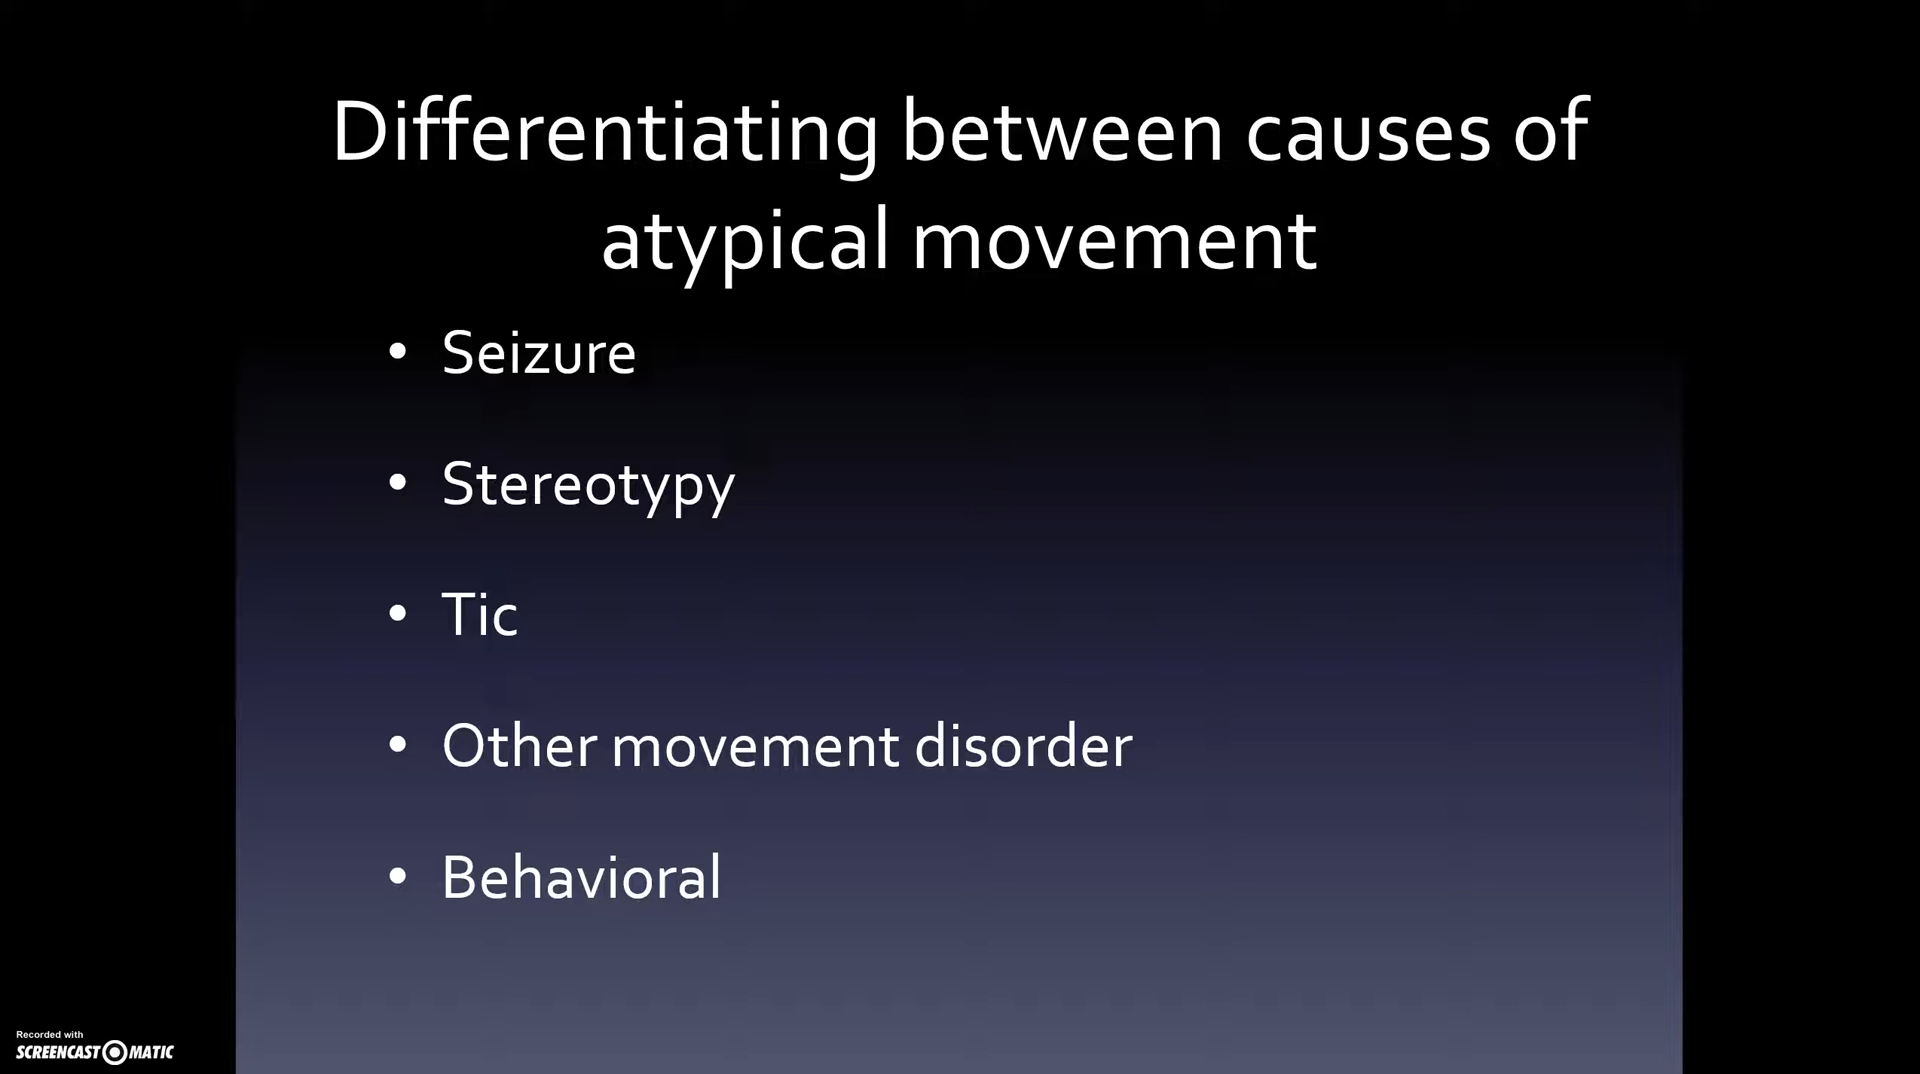 Differentiating between causes of
atypical movement
• Seizure
• Stereotypy
• Tic
• Other movement disorder
• Behavioral
Recorded with
SCREENCAST MATIC